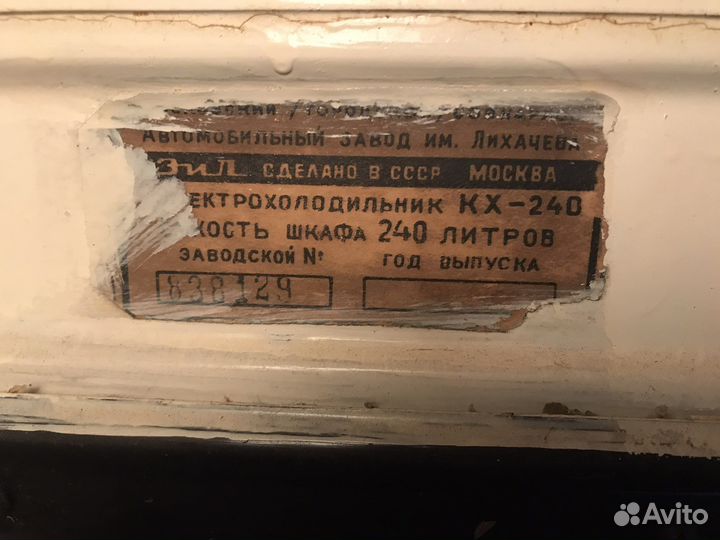 АВТОМОБИЛЬНЫЙ ЗАВОД ИМ. ЛИХАЧЕВА
ЗИЛ СДЕЛАНО В СССР МОСКВА
ЕКТРОХОЛОДИЛЬНИК КХ-240
КОСТЬ ШКАФА 240 ЛИТРОВ
ЗАВОДСКОЙ № ГОД ВЫПУСКА
838129
Avito